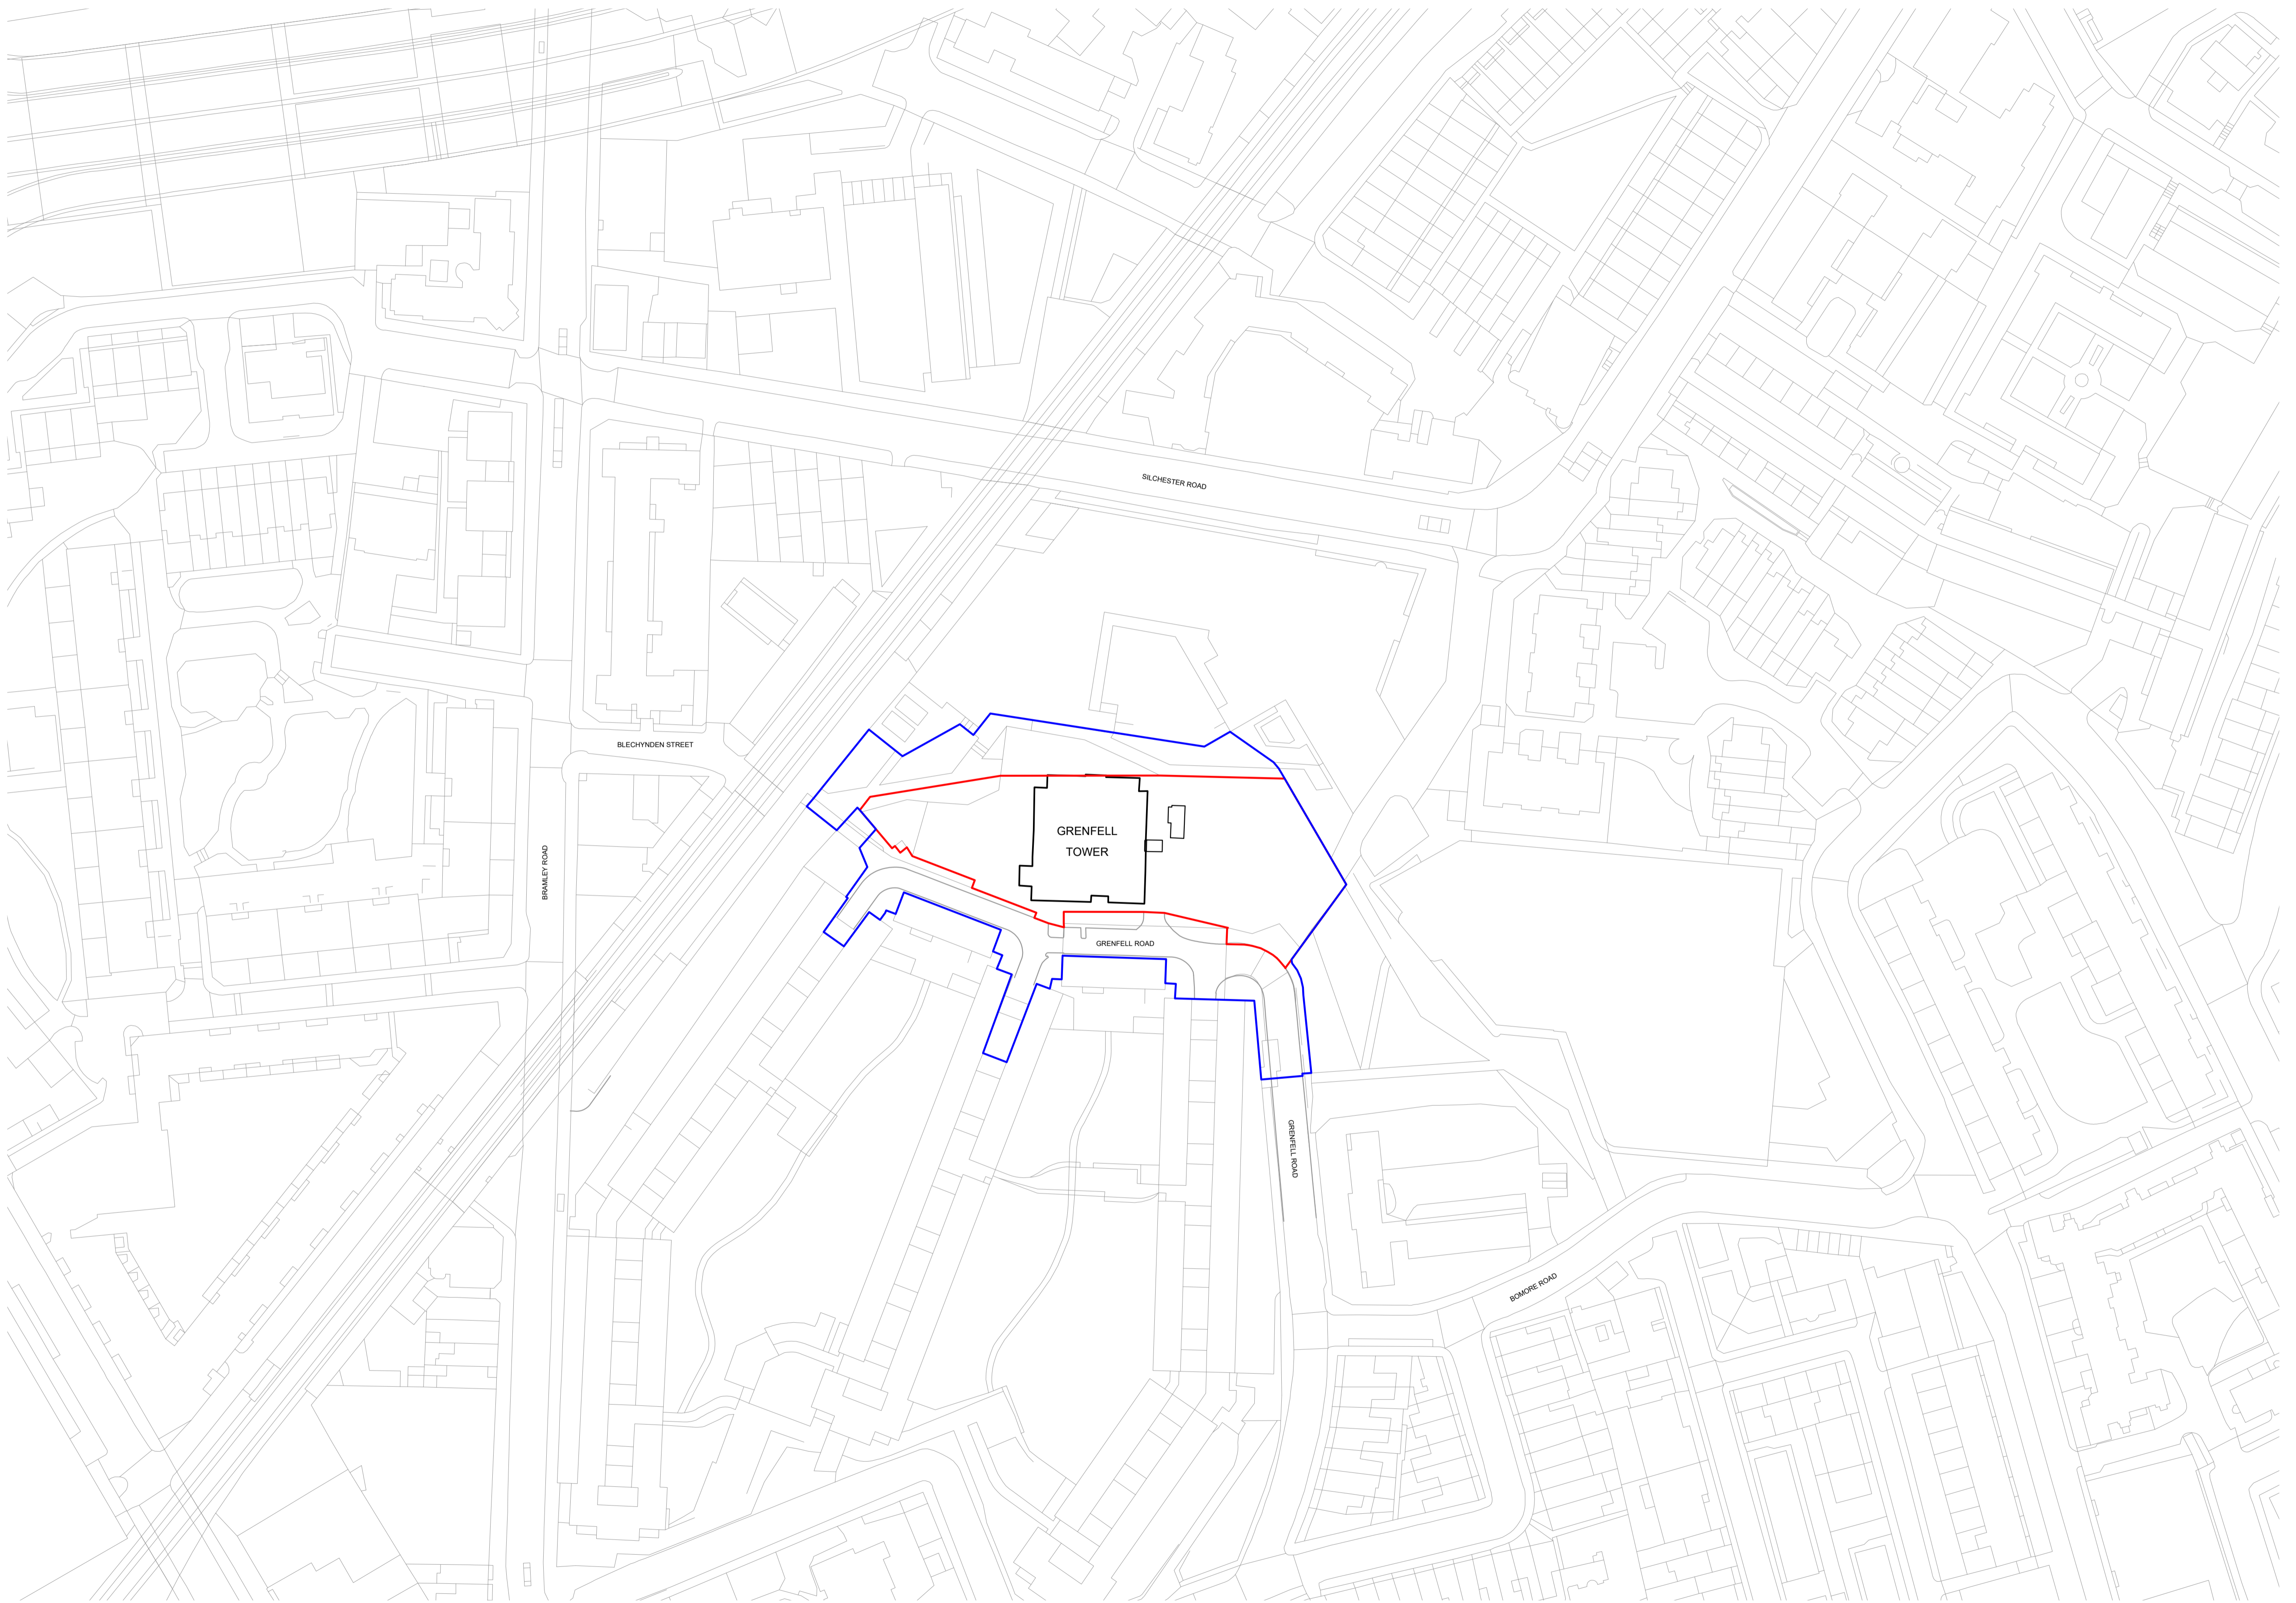 SILCHESTER ROAD
BLECHYNDEN STREET
GRENFELL
TOWER
BRAMLEY ROAD
GRENFELL ROAD
GRENFELL ROAD
BOMORE ROAD